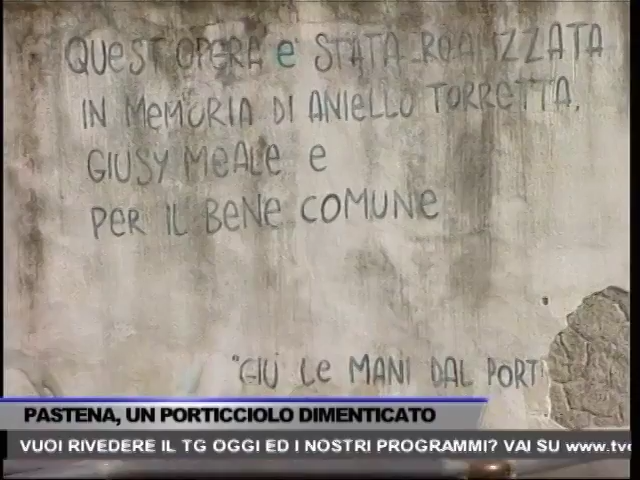 QUEST'OPERA è STATA REALIZZATA
IN MEMORIA DI ANIELLO TORRETTA,
GIUSY MEALE e
PER IL BENE COMUNE
"GIÙ LE MANI DAL PORT
PASTENA, UN PORTICCIOLO DIMENTICATO
VUOI RIVEDERE IL TG OGGI ED I NOSTRI PROGRAMMI? VAI SU www.tvo